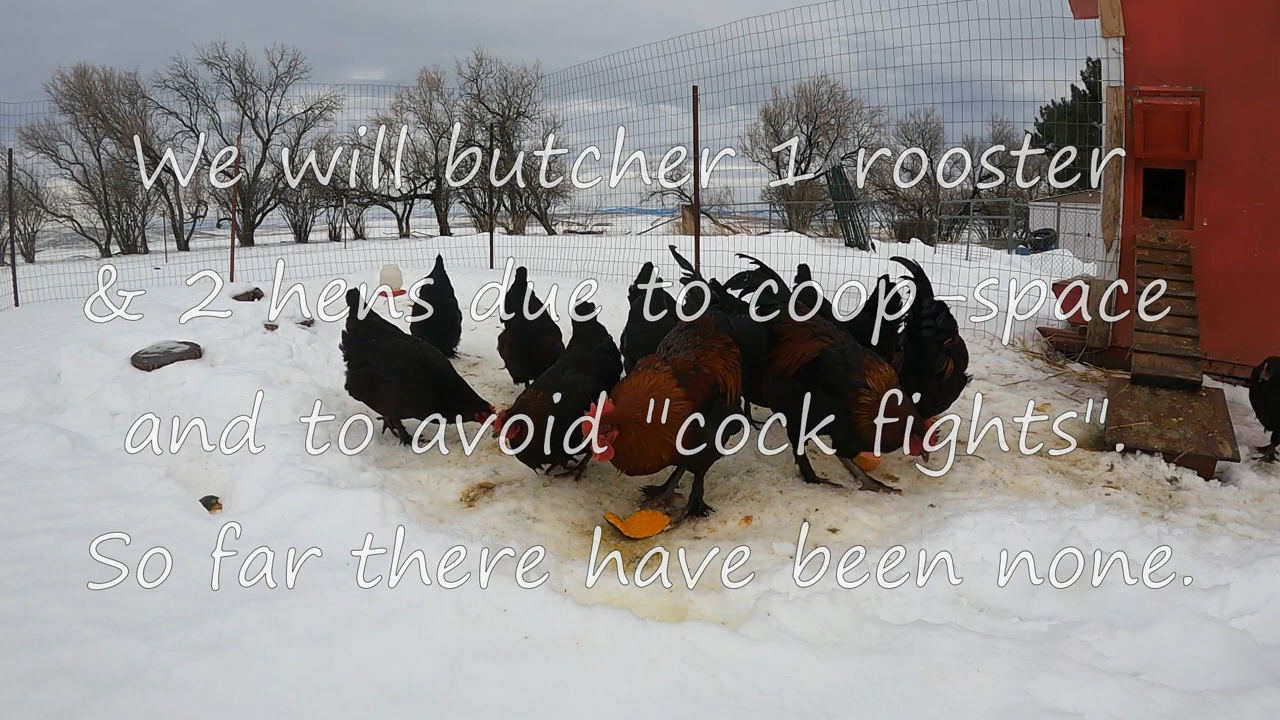 We will butcher 1 rooster
& 2 hens due to coop-space
and to avoid "cock fights".
So far there have been none.